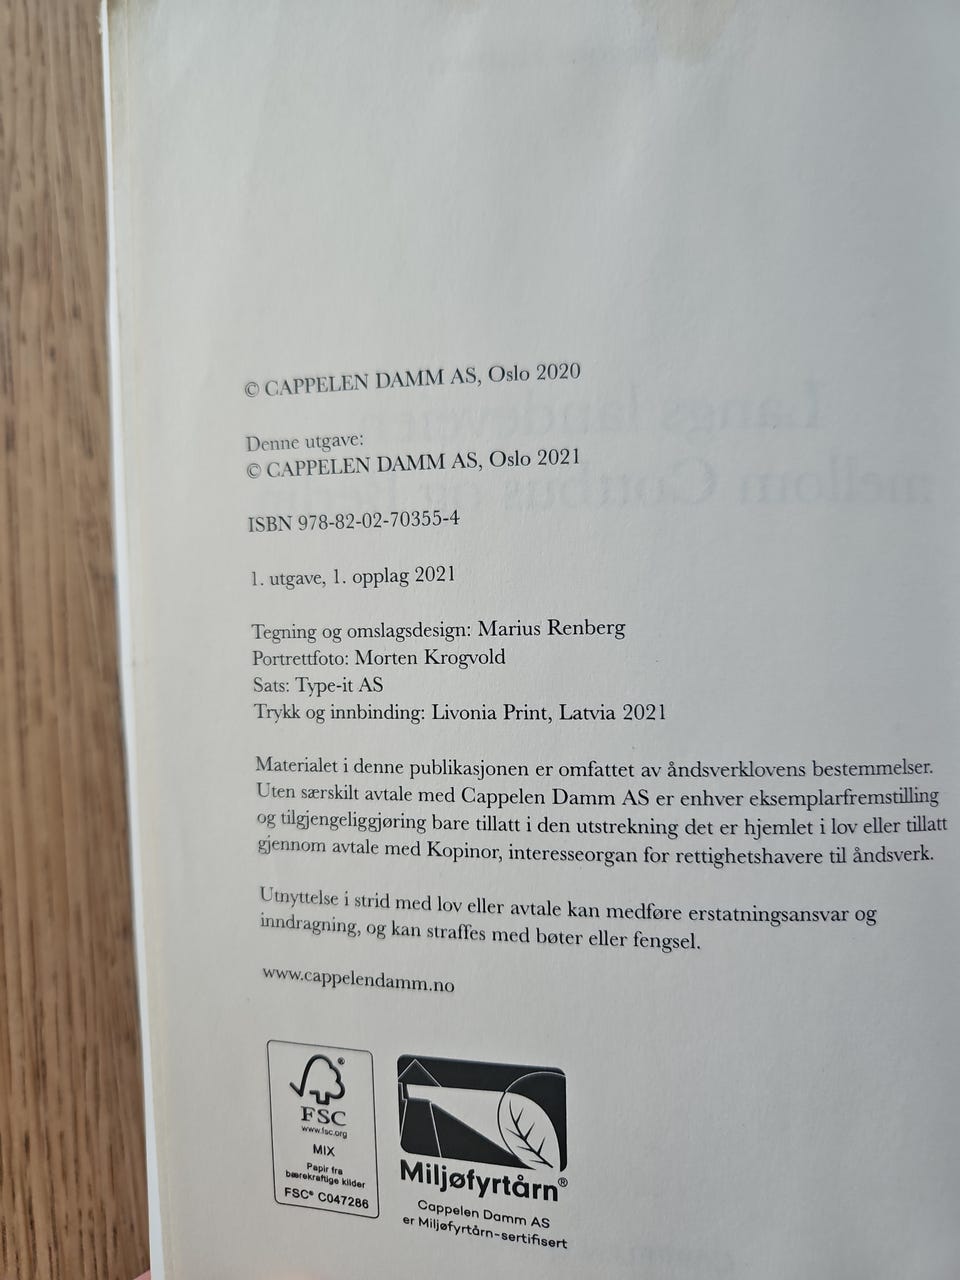 © CAPPELEN DAMM AS, Oslo 2020
Denne utgave:
© CAPPELEN DAMM AS, Oslo 2021
ISBN 978-82-02-70355-4
1. utgave, 1. opplag 2021
Tegning og omslagsdesign: Marius Renberg
Portrettfoto: Morten Krogvold
Sats: Type-it AS
Trykk og innbinding: Livonia Print, Latvia 2021
Materialet i denne publikasjonen er omfattet av åndsverklovens bestemmelser.
Uten særskilt avtale med Cappelen Damm AS er enhver eksemplarfremstilling
og tilgjengeliggjøring bare tillatt i den utstrekning det er hjemlet i lov eller tillatt
gjennom avtale med Kopinor, interesseorgan for rettighetshavere til åndsverk.
Utnyttelse i strid med lov eller avtale kan medføre erstatningsansvar og
inndragning, og kan straffes med bøter eller fengsel.
www.cappelendamm.no
®
FSC
www.fsc.org
MIX
Papir fra
bærekraftige kilder
FSC® C047286
Miljøfyrtårn®
Cappelen Damm AS
er Miljøfyrtårn-sertifisert